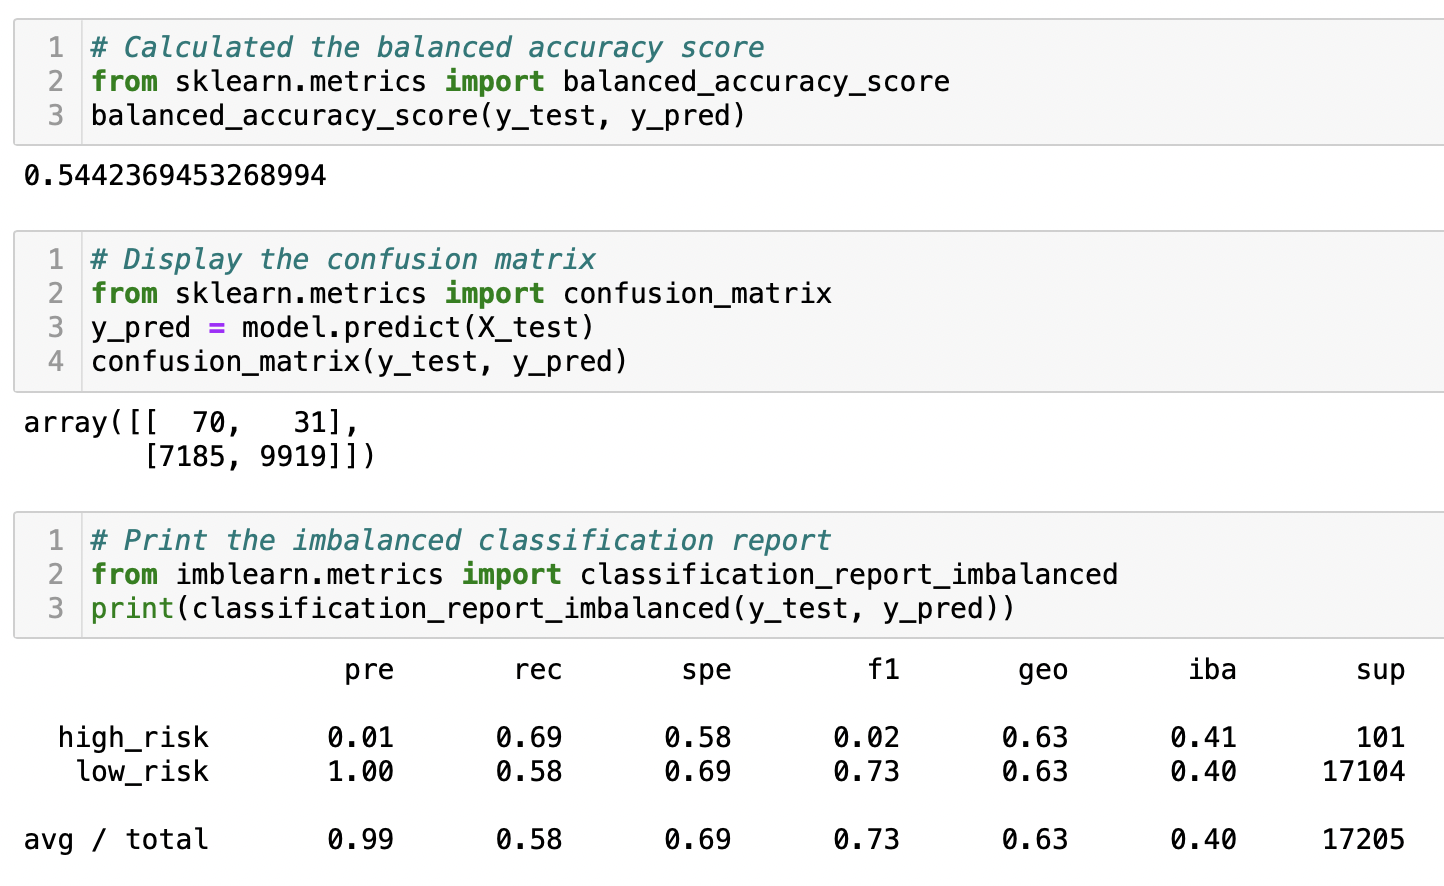 1 # Calculated the balanced accuracy score
2 from sklearn.metrics import balanced_accuracy_score
3 balanced_accuracy_score(y_test, y_pred)
0.5442369453268994
1 # Display the confusion matrix
2 from sklearn.metrics import confusion_matrix
3 y_pred = model.predict(X_test)
4 confusion_matrix(y_test, y_pred)
array([[  70,   31],
       [7185, 9919]])
1 # Print the imbalanced classification report
2 from imblearn.metrics import classification_report_imbalanced
3 print(classification_report_imbalanced(y_test, y_pred))
pre rec spe f1 geo iba sup
high_risk 0.01 0.69 0.58 0.02 0.63 0.41 101
low_risk 1.00 0.58 0.69 0.73 0.63 0.40 17104
avg / total 0.99 0.58 0.69 0.73 0.63 0.40 17205